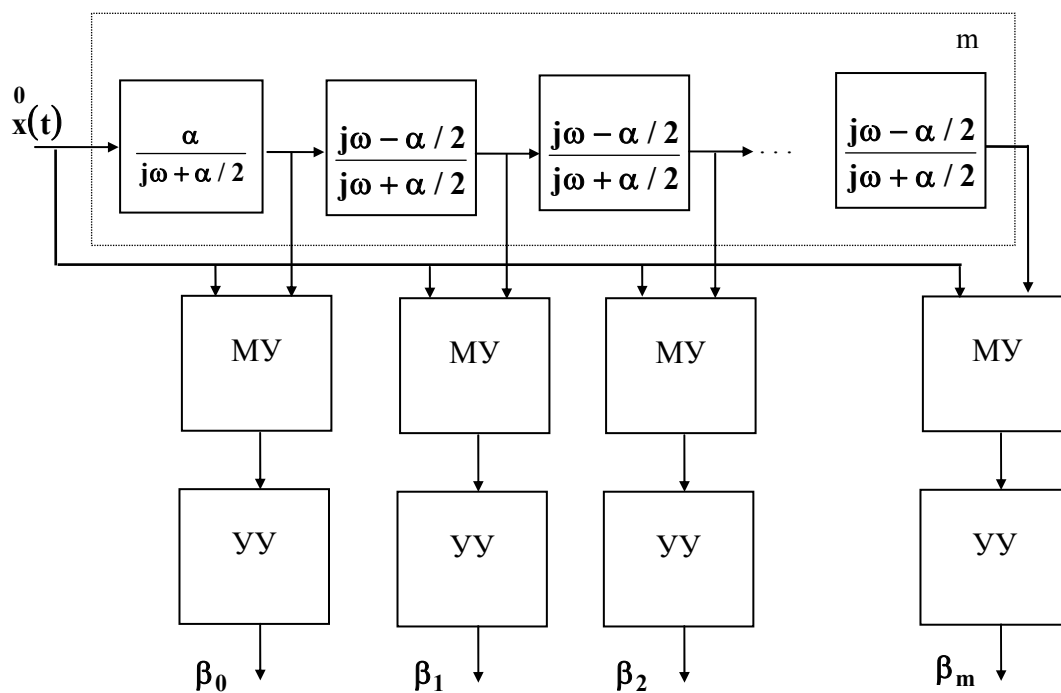 m
0
x(t)
α
jω + α / 2
jω − α / 2
jω + α / 2
jω − α / 2
jω + α / 2
. . .
jω − α / 2
jω + α / 2
МУ
МУ
МУ
МУ
УУ
УУ
УУ
УУ
β₀
β₁
β₂
βₘ